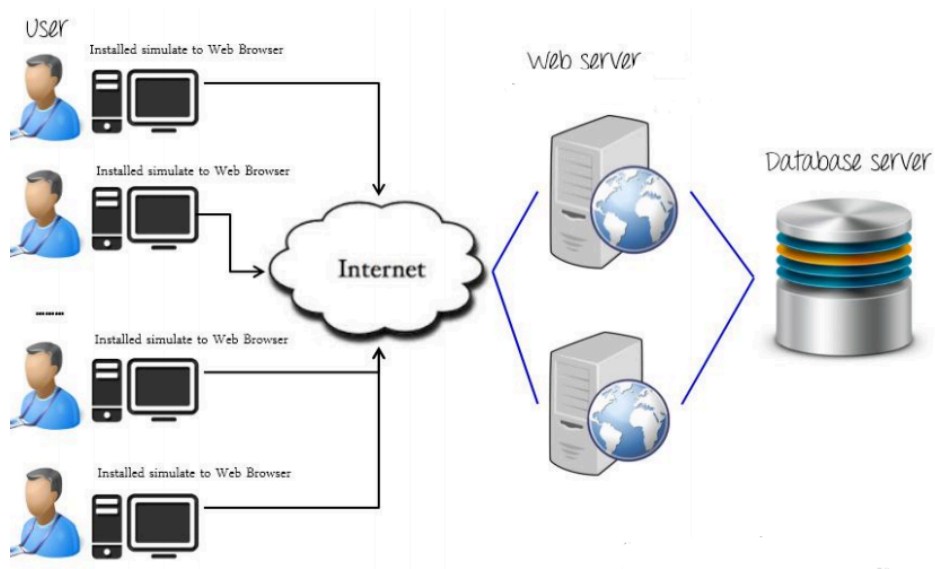 User
Installed simulate to Web Browser
Web server
Installed simulate to Web Browser
Database server
Internet
.......
Installed simulate to Web Browser
Installed simulate to Web Browser